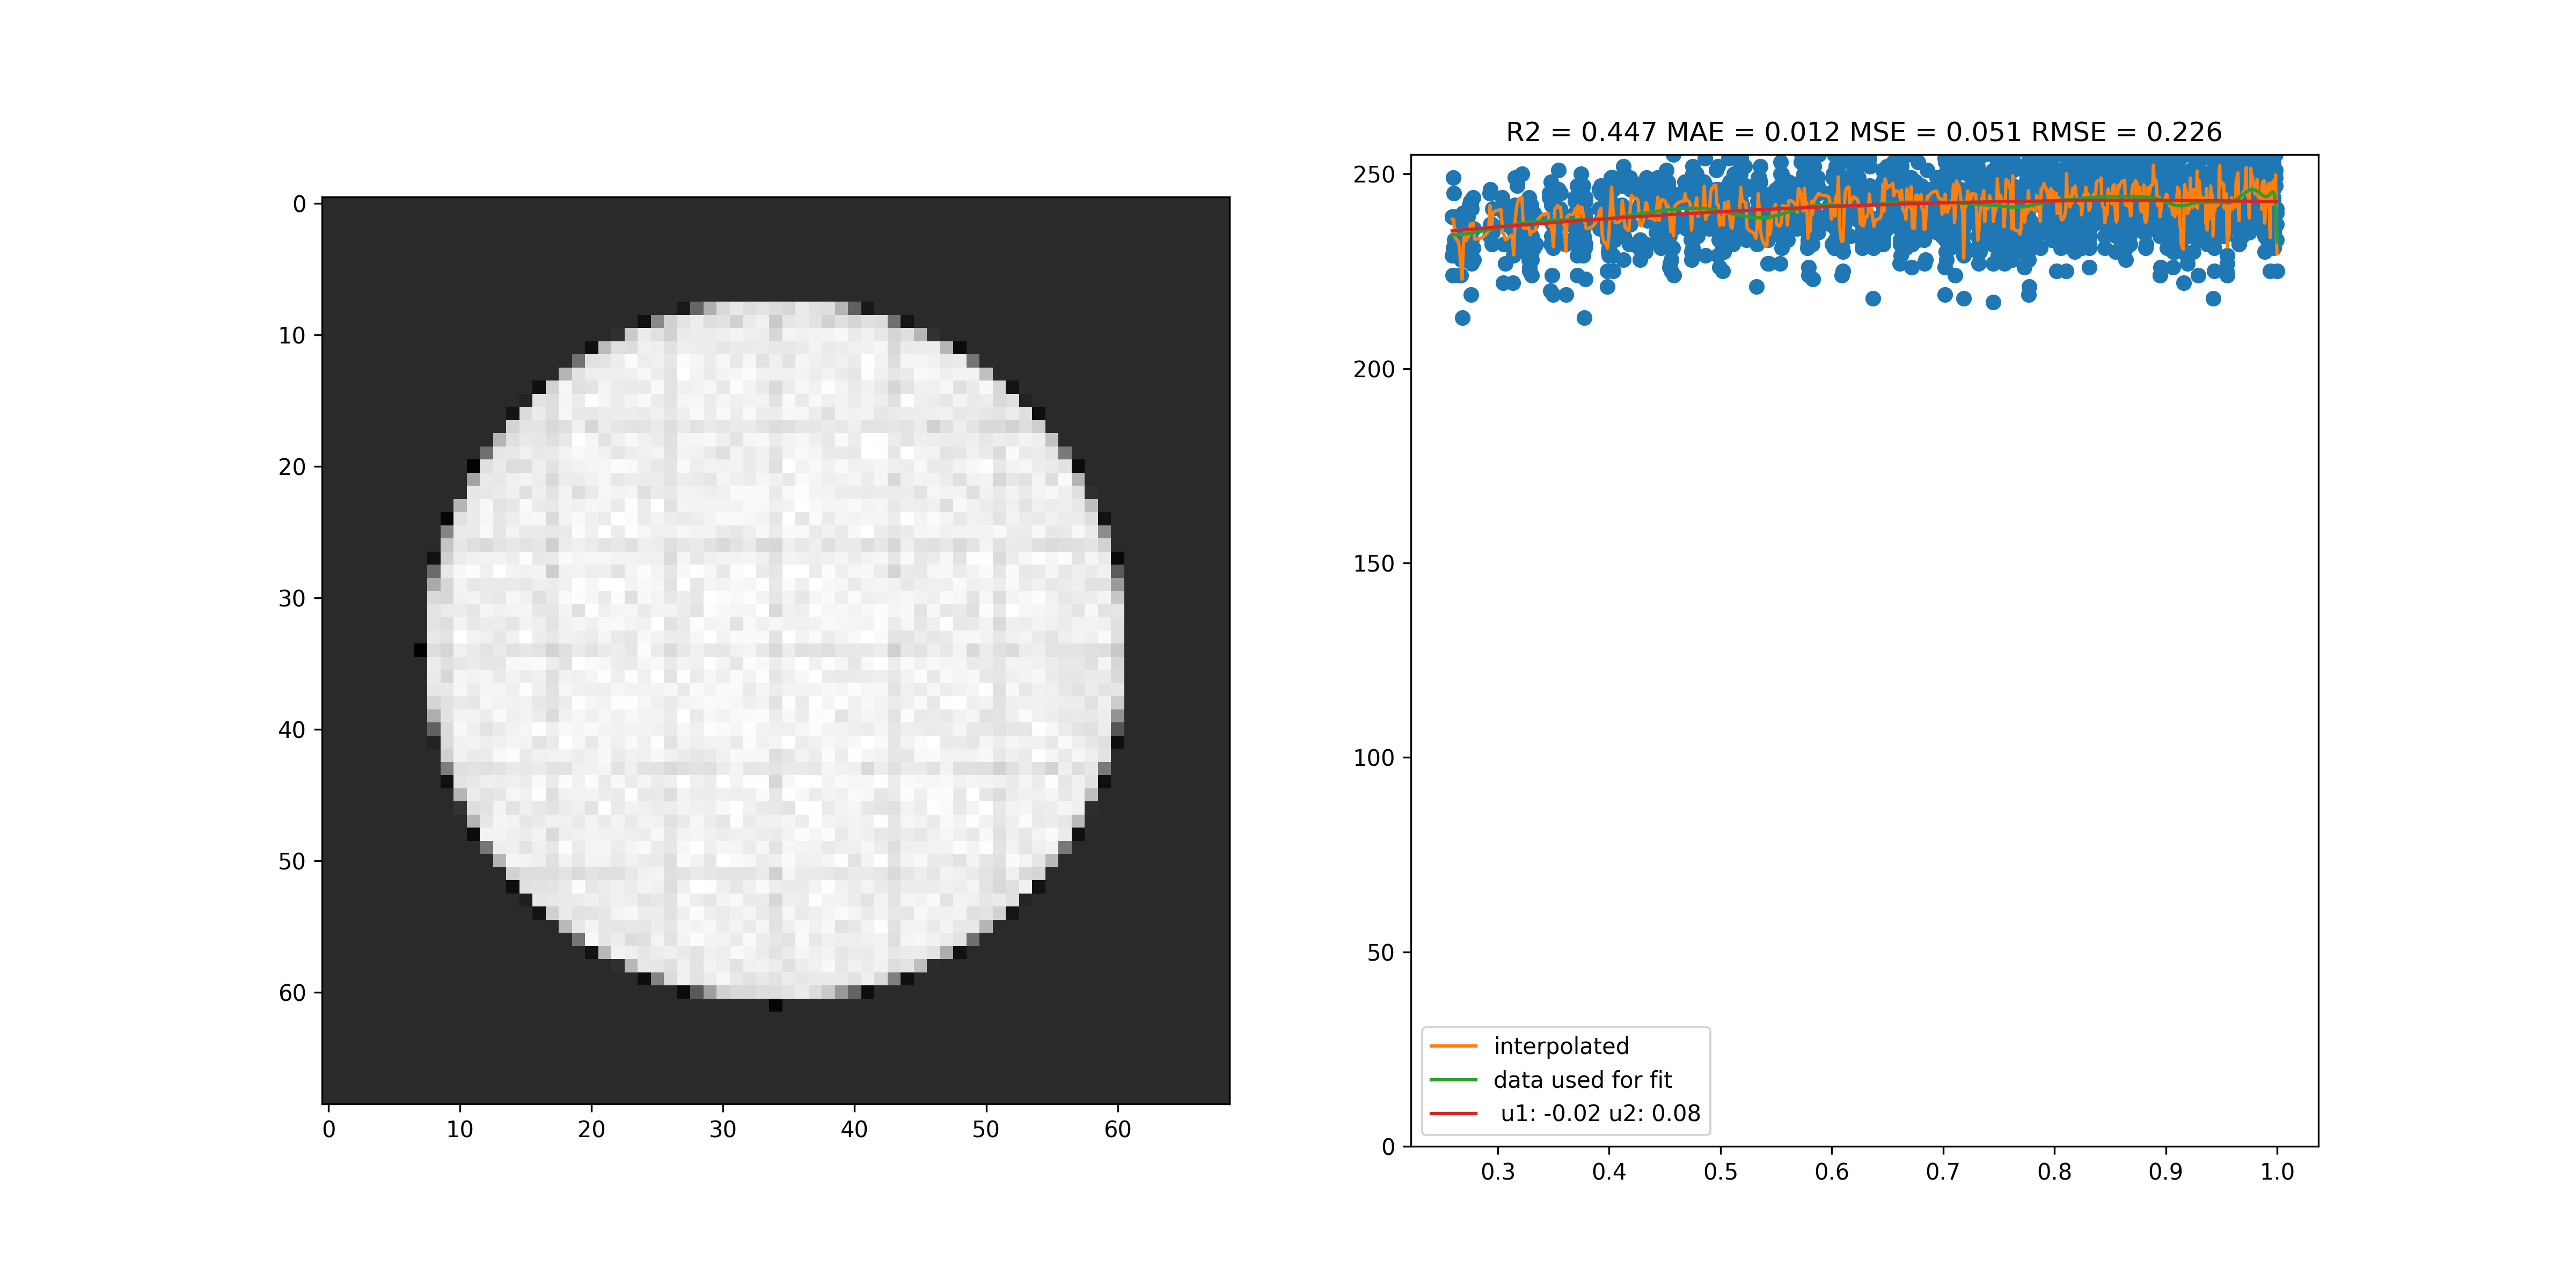 R2 = 0.447 MAE = 0.012 MSE = 0.051 RMSE = 0.226
0
10
20
30
40
50
60
0 10 20 30 40 50 60
250
200
150
100
50
0
interpolated
data used for fit
u1: -0.02 u2: 0.08
0.3 0.4 0.5 0.6 0.7 0.8 0.9 1.0